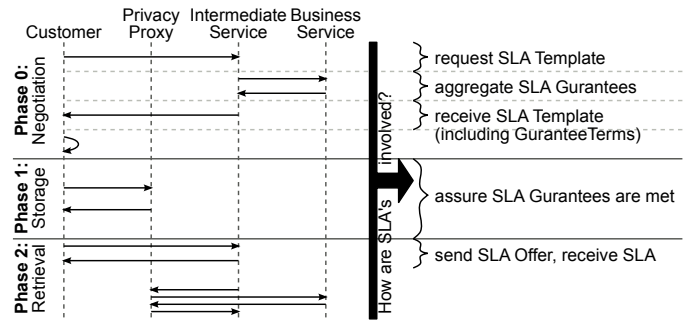 Privacy Intermediate Business
Customer Proxy Service Service
Phase 0:
Negotiation
Phase 1:
Storage
Phase 2:
Retrieval
How are SLA's involved?
request SLA Template
aggregate SLA Gurantees
receive SLA Template
(including GuranteeTerms)
assure SLA Gurantees are met
send SLA Offer, receive SLA